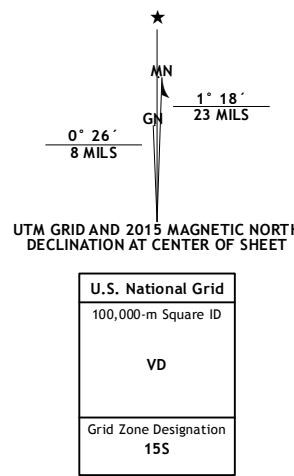 MN
1° 18´
23 MILS
GN
0° 26´
8 MILS
UTM GRID AND 2015 MAGNETIC NORTH
DECLINATION AT CENTER OF SHEET
U.S. National Grid
100,000-m Square ID
VD
Grid Zone Designation
15S